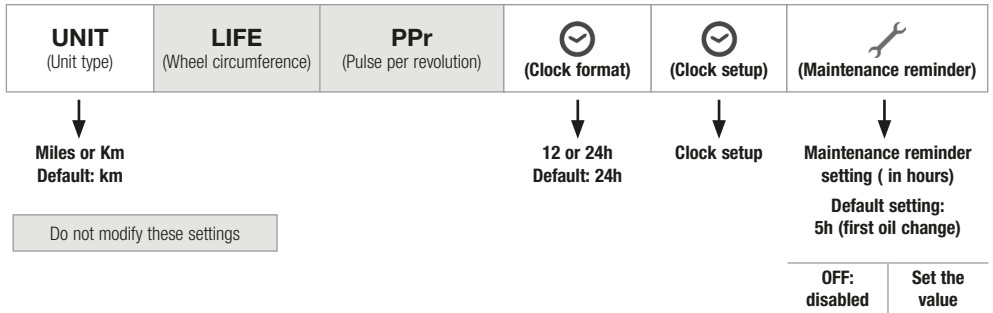 UNIT
(Unit type)
LIFE
(Wheel circumference)
PPr
(Pulse per revolution)
(Clock format)
(Clock setup)
(Maintenance reminder)
Miles or Km
Default: km
12 or 24h
Default: 24h
Clock setup
Maintenance reminder
setting ( in hours)
Default setting:
5h (first oil change)
Do not modify these settings
OFF:
disabled
Set the
value